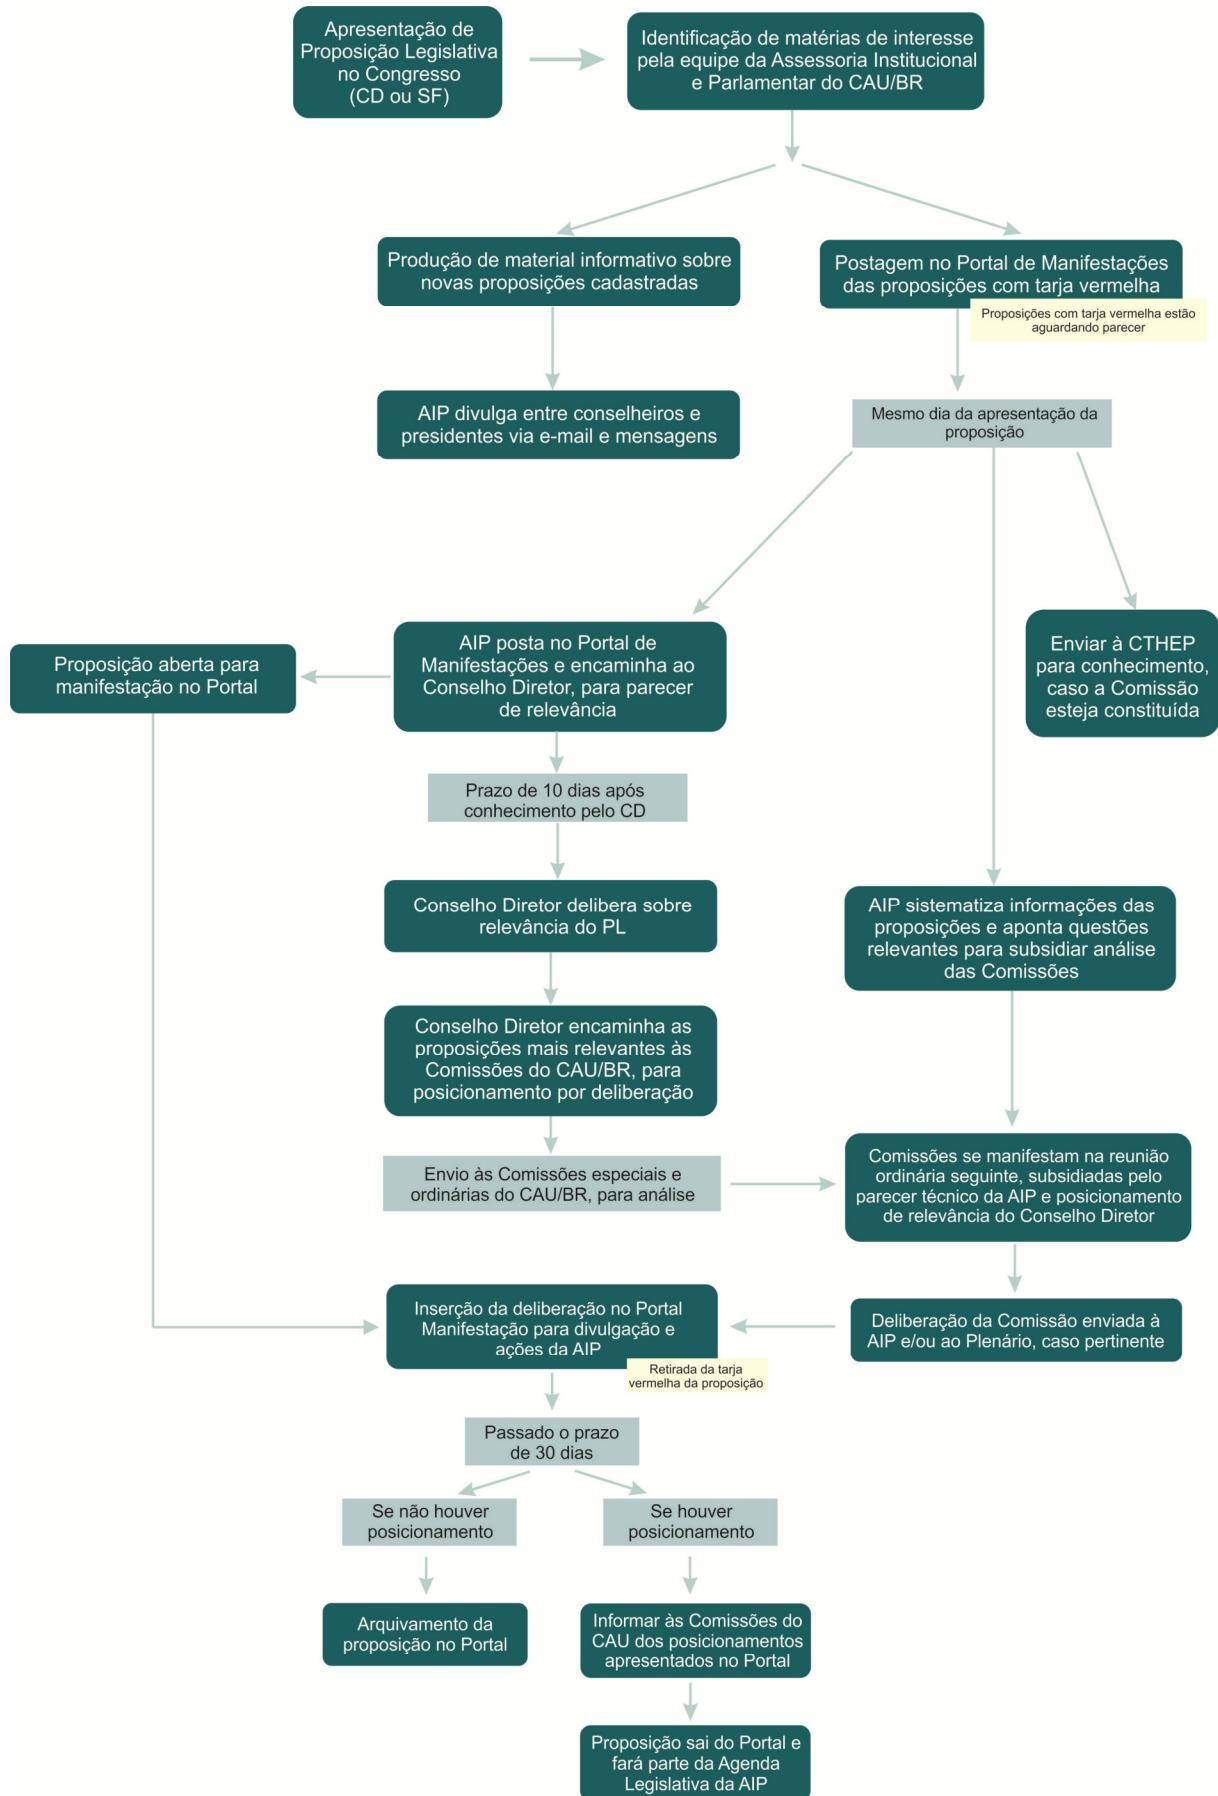 Apresentação de
Proposição Legislativa
no Congresso
(CD ou SF)
Identificação de matérias de interesse
pela equipe da Assessoria Institucional
e Parlamentar do CAU/BR
Produção de material informativo sobre
novas proposições cadastradas
Postagem no Portal de Manifestações
das proposições com tarja vermelha
Proposições com tarja vermelha estão
aguardando parecer
AIP divulga entre conselheiros e
presidentes via e-mail e mensagens
Mesmo dia da apresentação da
proposição
Proposição aberta para
manifestação no Portal
AIP posta no Portal de
Manifestações e encaminha ao
Conselho Diretor, para parecer
de relevância
Enviar à CTHEP
para conhecimento,
caso a Comissão
esteja constituída
Prazo de 10 dias após
conhecimento pelo CD
Conselho Diretor delibera sobre
relevância do PL
AIP sistematiza informações das
proposições e aponta questões
relevantes para subsidiar análise
das Comissões
Conselho Diretor encaminha as
proposições mais relevantes às
Comissões do CAU/BR, para
posicionamento por deliberação
Envio às Comissões especiais e
ordinárias do CAU/BR, para análise
Comissões se manifestam na reunião
ordinária seguinte, subsidiadas pelo
parecer técnico da AIP e posicionamento
de relevância do Conselho Diretor
Inserção da deliberação no Portal
Manifestação para divulgação e
ações da AIP
Retirada da tarja
vermelha da proposição
Deliberação da Comissão enviada à
AIP e/ou ao Plenário, caso pertinente
Passado o prazo
de 30 dias
Se não houver
posicionamento
Se houver
posicionamento
Arquivamento da
proposição no Portal
Informar às Comissões do
CAU dos posicionamentos
apresentados no Portal
Proposição sai do Portal e
fará parte da Agenda
Legislativa da AIP